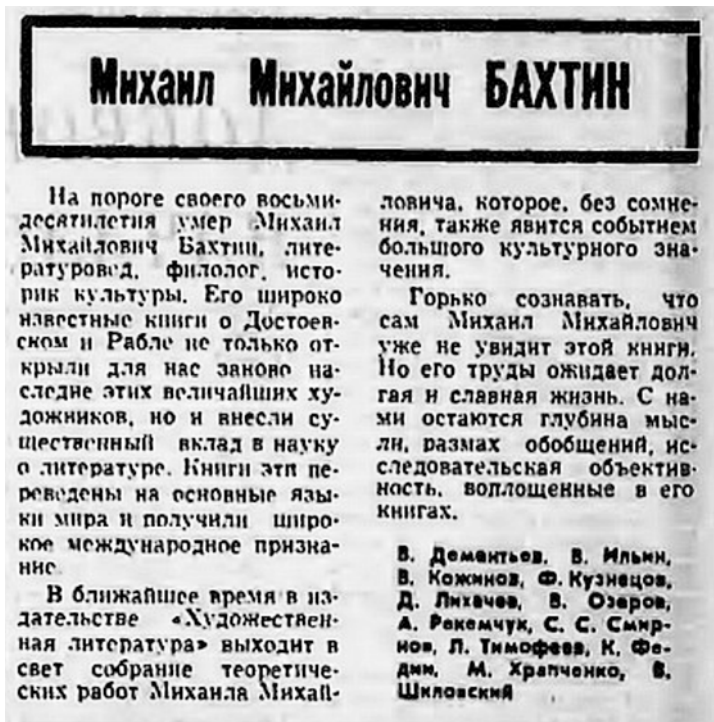 Михаил Михайлович БАХТИН
На пороге своего восьми-
десятилетия умер Михаил
Михайлович Бахтин, лите-
ратуровед, филолог, исто-
рик культуры. Его широко
известные книги о Достоев-
ском и Рабле не только от-
крыли для нас заново на-
следие этих величайших ху-
дожников, но и внесли су-
щественный вклад в науку
о литературе. Книги эти пе-
реведены на основные язы-
ки мира и получили широ-
кое международное призна-
ние.
В ближайшее время в из-
дательстве «Художествен-
ная литература» выходит в
свет собрание теоретиче-
ских работ Михаила Михай-
ловича, которое, без сомне-
ния, также явится событием
большого культурного зна-
чения.
Горько сознавать, что
сам Михаил Михайлович
уже не увидит этой книги.
Но его труды ожидает дол-
гая и славная жизнь. С на-
ми остаются глубина мыс-
ли, размах обобщений, ис-
следовательская объектив-
ность, воплощенные в его
книгах.
В. Дементьев, В. Ильин,
В. Кожинов, Ф. Кузнецов,
Д. Лихачев, В. Озеров,
А. Рекемчук, С. С. Смир-
нов, Л. Тимофеев, К. Фе-
дин, М. Храпченко, В.
Шкловский